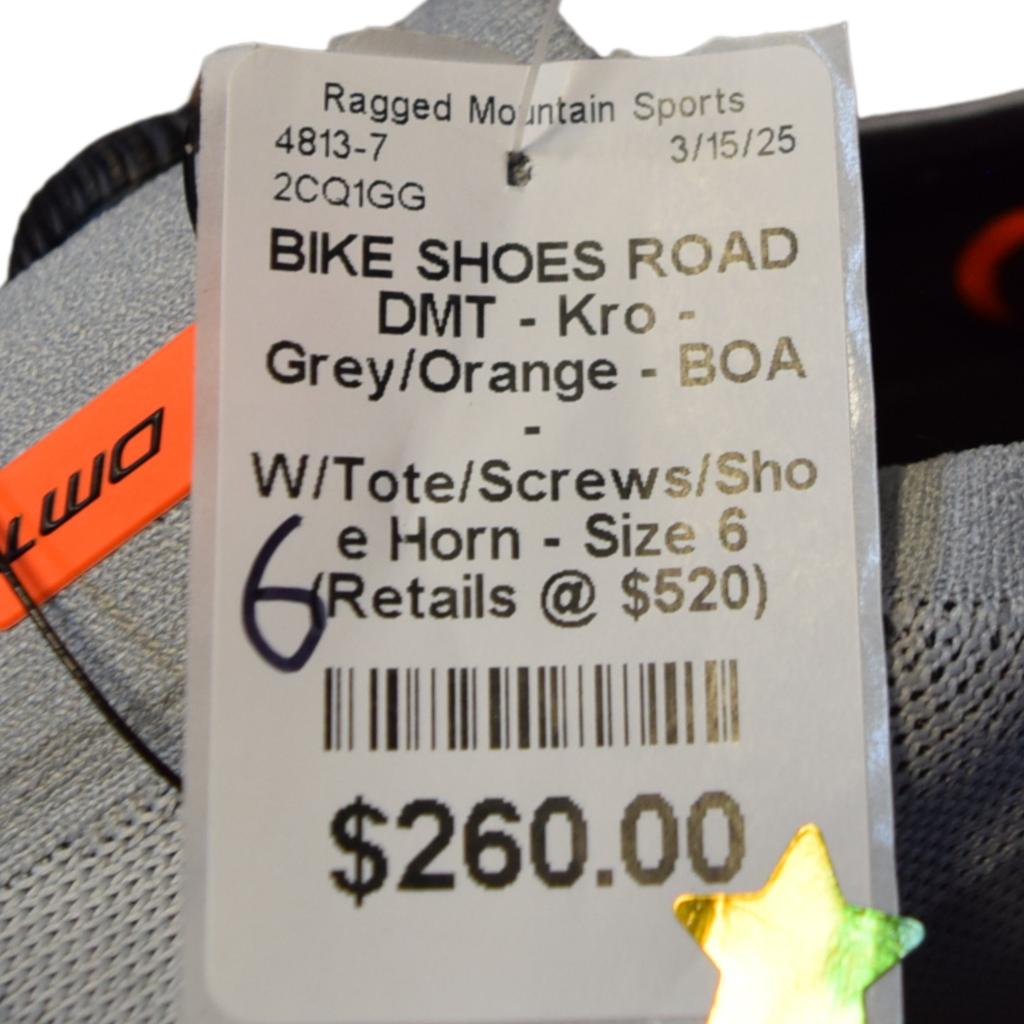 Ragged Mountain Sports
4813-7 3/15/25
2CQ1GG
BIKE SHOES ROAD
DMT - Kro -
Grey/Orange - BOA
-
W/Tote/Screws/Sho
e Horn - Size 6
(Retails @ $520)
6
$260.00
DMT